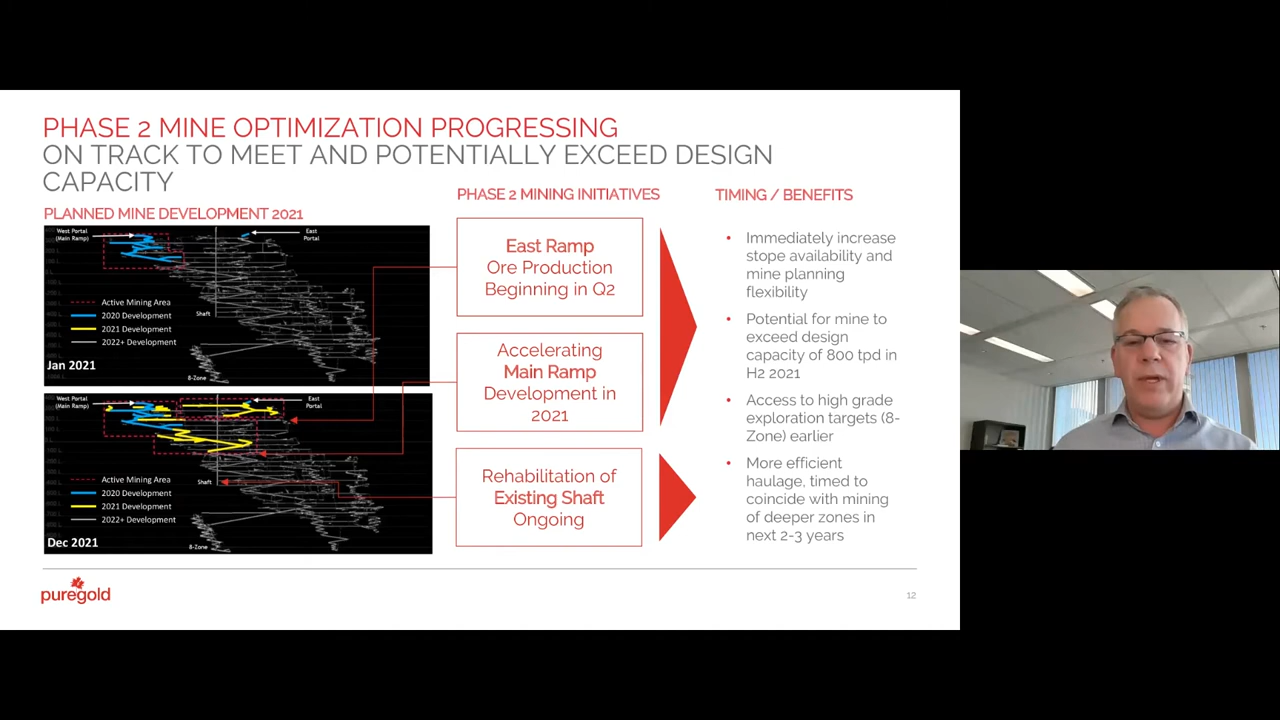 PHASE 2 MINE OPTIMIZATION PROGRESSING
ON TRACK TO MEET AND POTENTIALLY EXCEED DESIGN
CAPACITY
PLANNED MINE DEVELOPMENT 2021
West Portal
(Main Ramp)
East
Portal
Shaft
Active Mining Area
2020 Development
2021 Development
2022+ Development
Jan 2021
8-Zone
West Portal
(Main Ramp)
East
Portal
Shaft
Active Mining Area
2020 Development
2021 Development
2022+ Development
Dec 2021
8-Zone
PHASE 2 MINING INITIATIVES
East Ramp
Ore Production
Beginning in Q2
Accelerating
Main Ramp
Development in
2021
Rehabilitation of
Existing Shaft
Ongoing
TIMING / BENEFITS
• Immediately increase
stope availability and
mine planning
flexibility
• Potential for mine to
exceed design
capacity of 800 tpd in
H2 2021
• Access to high grade
exploration targets (8-
Zone) earlier
• More efficient
haulage, timed to
coincide with mining
of deeper zones in
next 2-3 years
puregold
12